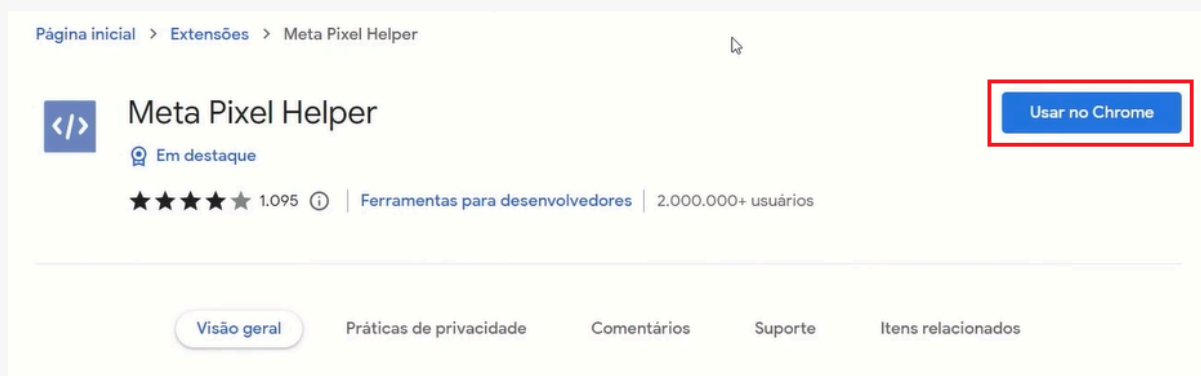 Página inicial > Extensões > Meta Pixel Helper
</>
Meta Pixel Helper
Usar no Chrome
Em destaque
1.095 Ferramentas para desenvolvedores 2.000.000+ usuários
Visão geral Práticas de privacidade Comentários Suporte Itens relacionados